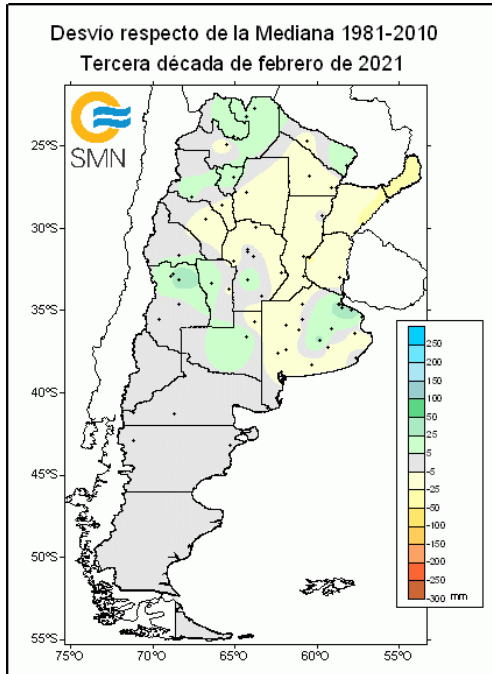 Desvío respecto de la Mediana 1981-2010
Tercera década de febrero de 2021
SMN
25°S
30°S
35°S
40°S
45°S
50°S
55°S
75°O
70°O
65°O
60°O
55°O
250
200
150
100
50
25
5
-5
-25
-50
-100
-150
-200
-250
-300 mm